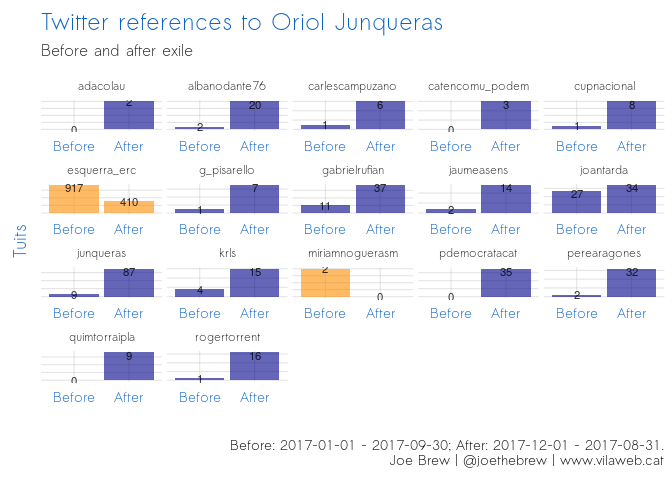 Twitter references to Oriol Junqueras
Before and after exile
adacolau albanodante76 carlescampuzano catencomu_podem cupnacional
0 2 2 20 1 6 0 3 1 8
Before After Before After Before After Before After Before After
esquerra_erc g_pisarello gabrielrufian jaumeasens joantarda
917 410 1 7 11 37 2 14 27 34
Before After Before After Before After Before After Before After
Tuits
junqueras krls miriamnoguerasm pdemocratacat perearagones
9 87 4 15 2 0 0 35 2 32
Before After Before After Before After Before After Before After
quimtorraipla rogertorrent
0 9 1 16
Before After Before After
Before: 2017-01-01 - 2017-09-30; After: 2017-12-01 - 2017-08-31.
Joe Brew | @joethebrew | www.vilaweb.cat